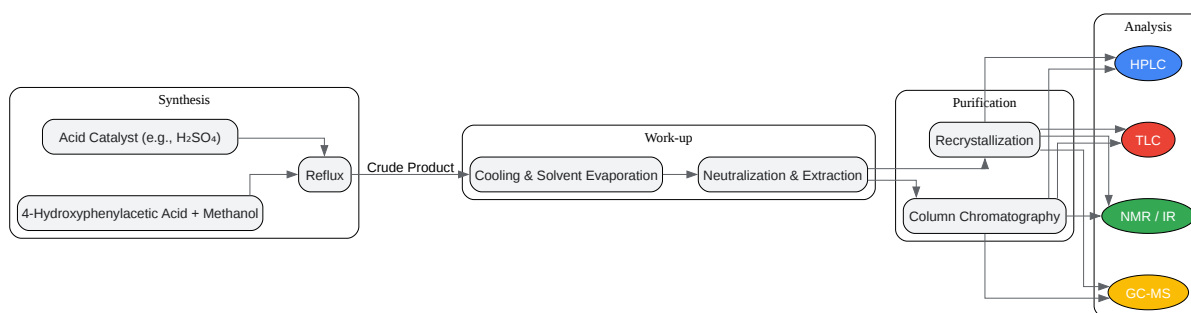 Synthesis
Acid Catalyst (e.g., H₂SO₄)
4-Hydroxyphenylacetic Acid + Methanol
Reflux
Crude Product
Work-up
Cooling & Solvent Evaporation
Neutralization & Extraction
Purification
Recrystallization
Column Chromatography
Analysis
HPLC
TLC
NMR / IR
GC-MS